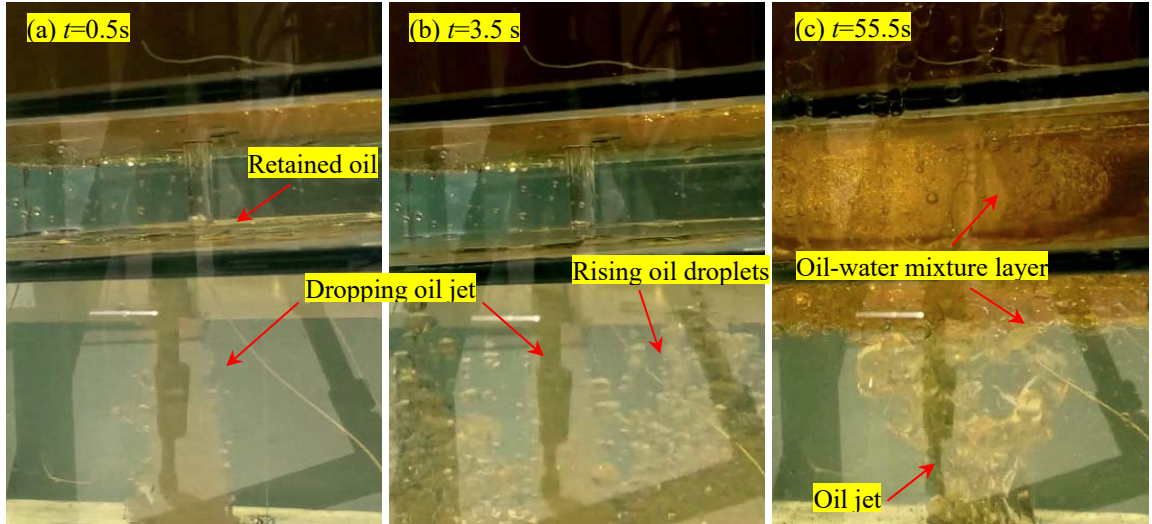 (a) t=0.5s
(b) t=3.5 s
(c) t=55.5s
Retained oil
Dropping oil jet
Rising oil droplets
Oil-water mixture layer
Oil jet